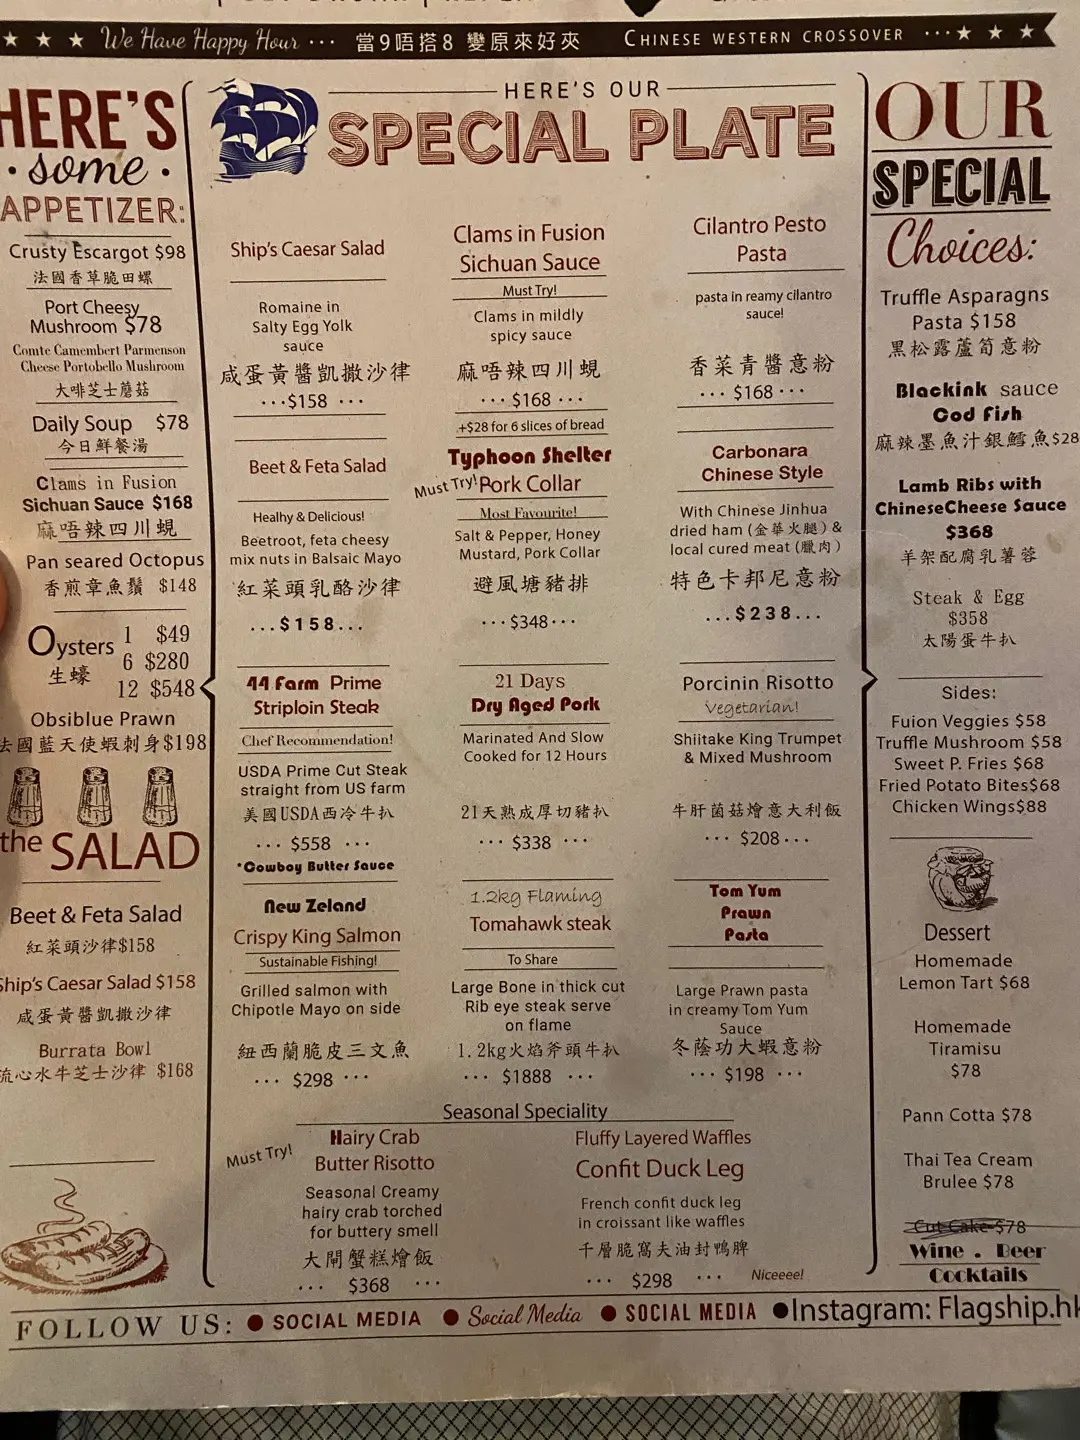 ★ ★ ★ We Have Happy Hour ··· 當9唔搭8 變原來好夾 CHINESE WESTERN CROSSOVER ···★ ★ ★
HERE'S
· some ·
APPETIZER:
Crusty Escargot $98
法國香草脆田螺
Port Cheesy
Mushroom $78
Comte Camembert Parmenson
Cheese Portobello Mushroom
大啡芝士蘑菇
Daily Soup $78
今日鮮餐湯
Clams in Fusion
Sichuan Sauce $168
麻唔辣四川蜆
Pan seared Octopus
香煎章魚鬚 $148
Oysters 1 $49
生蠔 6 $280
12 $548
Obsiblue Prawn
法國藍天使蝦刺身$198
the SALAD
Beet & Feta Salad
紅菜頭沙律$158
Ship's Caesar Salad $158
咸蛋黃醬凱撒沙律
Burrata Bowl
流心水牛芝士沙律 $168
HERE'S OUR
SPECIAL PLATE
Ship's Caesar Salad
Romaine in
Salty Egg Yolk
sauce
咸蛋黃醬凱撒沙律
···$158 ···
Clams in Fusion
Sichuan Sauce
Must Try!
Clams in mildly
spicy sauce
麻唔辣四川蜆
··· $168 ···
+$28 for 6 slices of bread
Cilantro Pesto
Pasta
pasta in reamy cilantro
sauce!
香菜青醬意粉
··· $168 ···
Beet & Feta Salad
Healhy & Delicious!
Beetroot, feta cheesy
mix nuts in Balsaic Mayo
紅菜頭乳酪沙律
...$158...
Typhoon Shelter
Must Try! Pork Collar
Most Favourite!
Salt & Pepper, Honey
Mustard, Pork Collar
避風塘豬排
··· $348···
Carbonara
Chinese Style
With Chinese Jinhua
dried ham (金華火腿) &
local cured meat (臘肉)
特色卡邦尼意粉
...$238...
44 Farm Prime
Striploin Steak
Chef Recommendation!
USDA Prime Cut Steak
straight from US farm
美國USDA西冷牛扒
··· $558 ···
*Cowboy Butter Sauce
21 Days
Dry Aged Pork
Marinated And Slow
Cooked for 12 Hours
21天熟成厚切豬扒
··· $338 ···
Porcinin Risotto
Vegetarian!
Shiitake King Trumpet
& Mixed Mushroom
牛肝菌菇燴意大利飯
··· $208···
New Zeland
Crispy King Salmon
Sustainable Fishing!
Grilled salmon with
Chipotle Mayo on side
紐西蘭脆皮三文魚
··· $298 ···
1.2kg Flaming
Tomahawk steak
To Share
Large Bone in thick cut
Rib eye steak serve
on flame
1.2kg火焰斧頭牛扒
··· $1888 ···
Tom Yum
Prawn
Pasta
Large Prawn pasta
in creamy Tom Yum
Sauce
冬蔭功大蝦意粉
··· $198 ···
Seasonal Speciality
Must Try!
Hairy Crab
Butter Risotto
Seasonal Creamy
hairy crab torched
for buttery smell
大閘蟹糕燴飯
··· $368 ···
Fluffy Layered Waffles
Confit Duck Leg
French confit duck leg
in croissant like waffles
千層脆窩夫油封鴨脾
··· $298 ··· Niceeee!
OUR
SPECIAL
Choices:
Truffle Asparagns
Pasta $158
黑松露蘆筍意粉
Blackink sauce
Cod Fish
麻辣墨魚汁銀鱈魚$28
Lamb Ribs with
ChineseCheese Sauce
$368
羊架配腐乳薯蓉
Steak & Egg
$358
太陽蛋牛扒
Sides:
Fuion Veggies $58
Truffle Mushroom $58
Sweet P. Fries $68
Fried Potato Bites$68
Chicken Wings$88
Dessert
Homemade
Lemon Tart $68
Homemade
Tiramisu
$78
Pann Cotta $78
Thai Tea Cream
Brulee $78
Cut Cake $78
Wine . Beer
Cocktails
FOLLOW US: ● SOCIAL MEDIA ● Social Media ● SOCIAL MEDIA ●Instagram: Flagship.hk